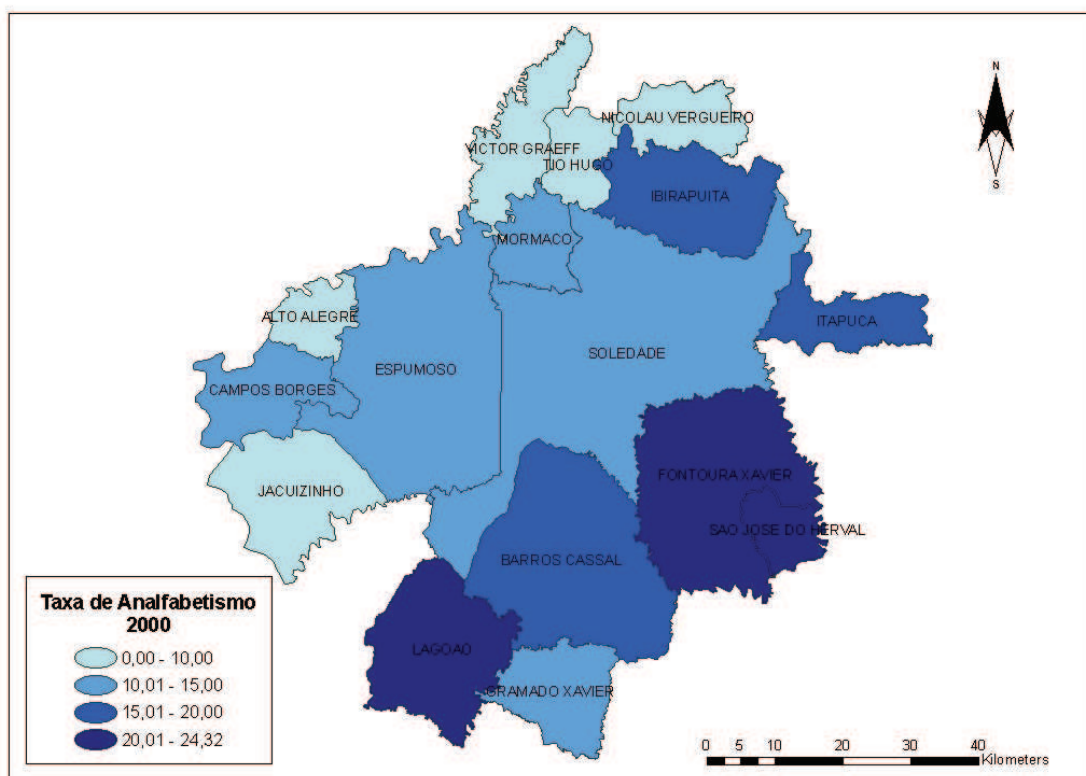 N
S
NICOLAU VERGUEIRO
VICTOR GRAEFF
TIO HUGO
IBIRAPUITA
MORMACO
ALTO ALEGRE
ITAPUCA
SOLEDADE
ESPUMOSO
CAMPOS BORGES
FONTOURA XAVIER
JACUIZINHO
SAO JOSE DO HERVAL
BARROS CASSAL
LAGOAO
GRAMADO XAVIER
Taxa de Analfabetismo
2000
0,00 - 10,00
10,01 - 15,00
15,01 - 20,00
20,01 - 24,32
0 5 10 20 30 40
Kilometers